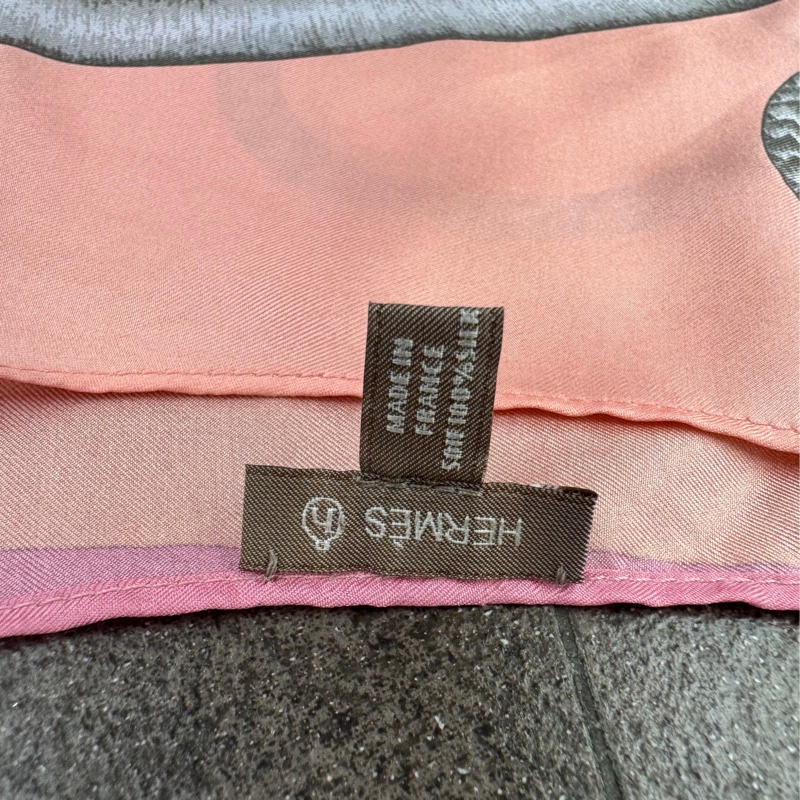 HERMÈS
MADE IN
FRANCE
SOIE 100% SILK